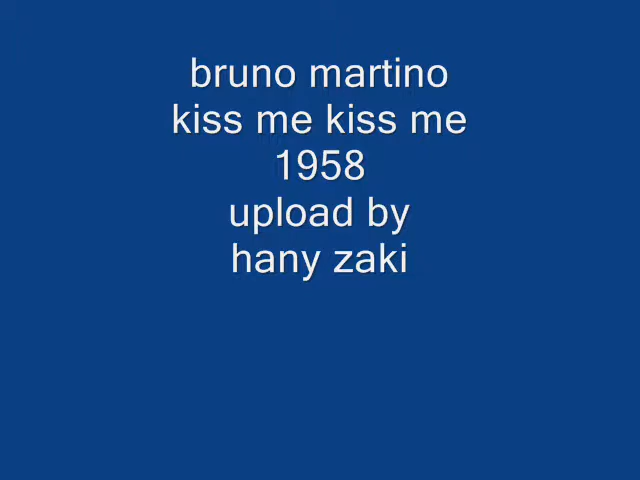 bruno martino
kiss me kiss me
1958
upload by
hany zaki